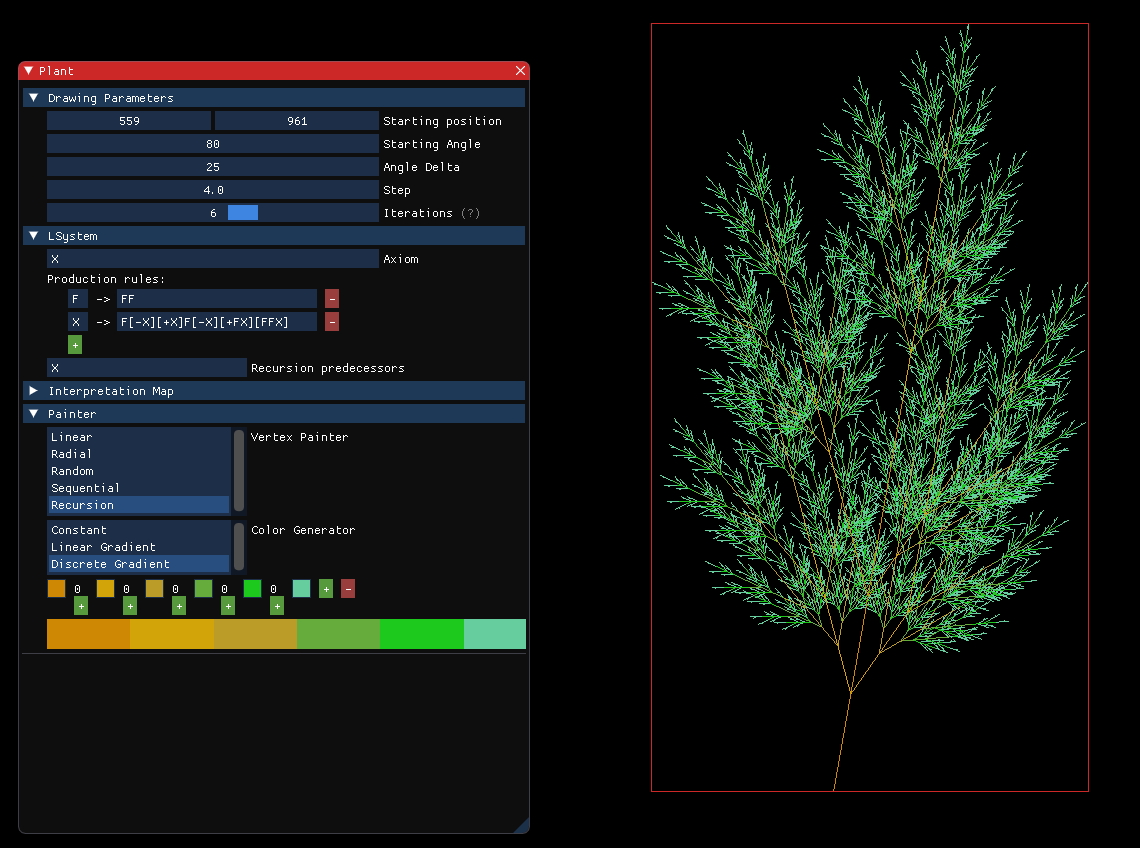 Plant
Drawing Parameters
559 961 Starting position
80 Starting Angle
25 Angle Delta
4.0 Step
6 Iterations (?)
LSystem
X Axiom
Production rules:
F -> FF -
X -> F[-X][+X]F[-X][+FX][FFX] -
+
X Recursion predecessors
Interpretation Map
Painter
Linear Vertex Painter
Radial
Random
Sequential
Recursion
Constant Color Generator
Linear Gradient
Discrete Gradient
0 0 0 0 0 + -
+ + + + +